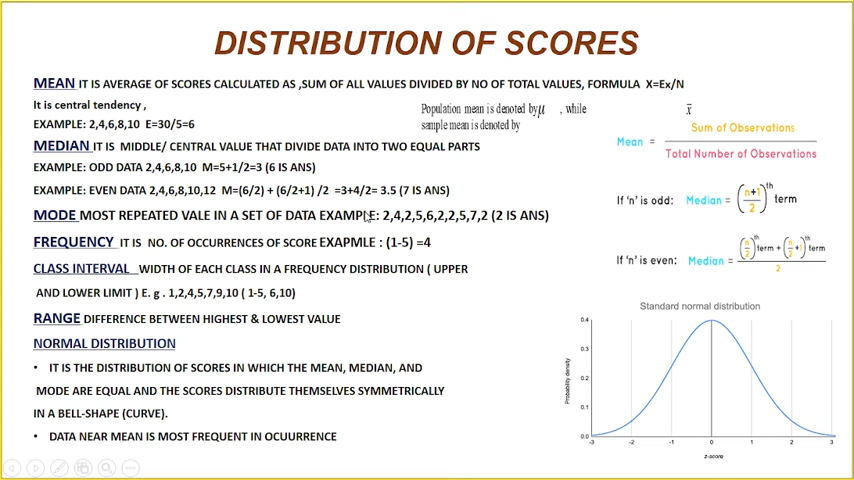 DISTRIBUTION OF SCORES
MEAN IT IS AVERAGE OF SCORES CALCULATED AS ,SUM OF ALL VALUES DIVIDED BY NO OF TOTAL VALUES, FORMULA X=Ex/N
It is central tendency ,
EXAMPLE: 2,4,6,8,10 E=30/5=6
Population mean is denoted by μ , while x̄
sample mean is denoted by
Mean = Sum of Observations / Total Number of Observations
MEDIAN IT IS MIDDLE/ CENTRAL VALUE THAT DIVIDE DATA INTO TWO EQUAL PARTS
EXAMPLE: ODD DATA 2,4,6,8,10 M=5+1/2=3 (6 IS ANS)
EXAMPLE: EVEN DATA 2,4,6,8,10,12 M=(6/2) + (6/2+1) /2 =3+4/2= 3.5 (7 IS ANS)
If 'n' is odd: Median = (n+1/2)th term
MODE MOST REPEATED VALE IN A SET OF DATA EXAMPLE: 2,4,2,5,6,2,2,5,7,2 (2 IS ANS)
FREQUENCY IT IS NO. OF OCCURRENCES OF SCORE EXAPMLE : (1-5) =4
If 'n' is even: Median = (n/2)th term + (n/2+1)th term / 2
CLASS INTERVAL WIDTH OF EACH CLASS IN A FREQUENCY DISTRIBUTION ( UPPER
AND LOWER LIMIT ) E. g . 1,2,4,5,7,9,10 ( 1-5, 6,10)
RANGE DIFFERENCE BETWEEN HIGHEST & LOWEST VALUE
NORMAL DISTRIBUTION
• IT IS THE DISTRIBUTION OF SCORES IN WHICH THE MEAN, MEDIAN, AND
MODE ARE EQUAL AND THE SCORES DISTRIBUTE THEMSELVES SYMMETRICALLY
IN A BELL-SHAPE (CURVE).
• DATA NEAR MEAN IS MOST FREQUENT IN OCUURRENCE
Standard normal distribution
Probability density
0.4
0.3
0.2
0.1
0.0
-3 -2 -1 0 1 2 3
z-score